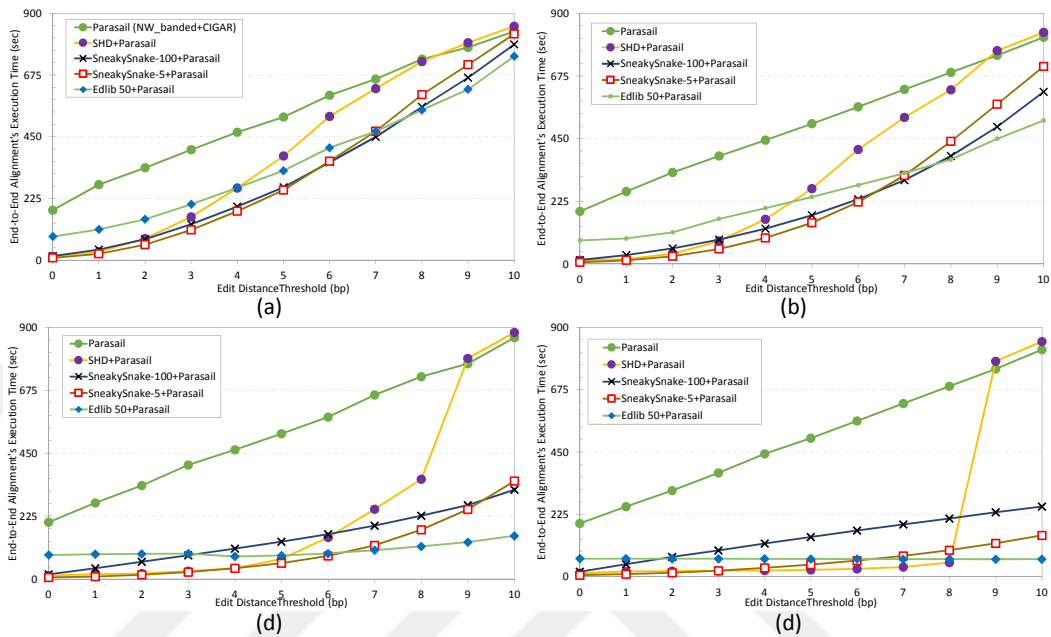 900
675
450
225
0
End-to-End Alignment's Execution Time (sec)
Parasail (NW_banded+CIGAR)
SHD+Parasail
SneakySnake-100+Parasail
SneakySnake-5+Parasail
Edlib 50+Parasail
0 1 2 3 4 5 6 7 8 9 10
Edit DistanceThreshold (bp)
(a)
900
675
450
225
0
End-to-End Alignment's Execution Time (sec)
Parasail
SHD+Parasail
SneakySnake-100+Parasail
SneakySnake-5+Parasail
Edlib 50+Parasail
0 1 2 3 4 5 6 7 8 9 10
Edit DistanceThreshold (bp)
(b)
900
675
450
225
0
End-to-End Alignment's Execution Time (sec)
Parasail
SHD+Parasail
SneakySnake-100+Parasail
SneakySnake-5+Parasail
Edlib 50+Parasail
0 1 2 3 4 5 6 7 8 9 10
Edit DistanceThreshold (bp)
(d)
900
675
450
225
0
End-to-End Alignment's Execution Time (sec)
Parasail
SHD+Parasail
SneakySnake-100+Parasail
SneakySnake-5+Parasail
Edlib 50+Parasail
0 1 2 3 4 5 6 7 8 9 10
Edit DistanceThreshold (bp)
(d)